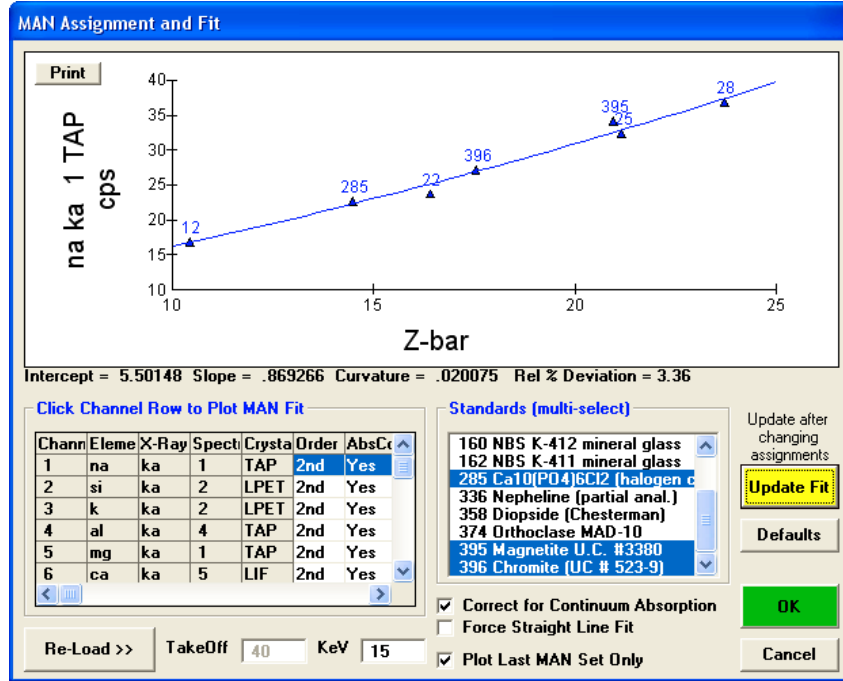 MAN Assignment and Fit
Print
na ka 1 TAP
cps
40
35
30
25
20
15
10
12
285
22
396
395
25
28
10
15
20
25
Z-bar
Intercept = 5.50148 Slope = .869266 Curvature = .020075 Rel % Deviation = 3.36
Click Channel Row to Plot MAN Fit
Chann Eleme X-Ray Spect Crysta Order AbsCo
1 na ka 1 TAP 2nd Yes
2 si ka 2 LPET 2nd Yes
3 k ka 2 LPET 2nd Yes
4 al ka 4 TAP 2nd Yes
5 mg ka 1 TAP 2nd Yes
6 ca ka 5 LIF 2nd Yes
Standards (multi-select)
160 NBS K-412 mineral glass
162 NBS K-411 mineral glass
285 Ca10(PO4)6Cl2 (halogen c
336 Nepheline (partial anal.)
358 Diopside (Chesterman)
374 Orthoclase MAD-10
395 Magnetite U.C. #3380
396 Chromite (UC # 523-9)
Update after
changing
assignments
Update Fit
Defaults
OK
Cancel
Re-Load >> TakeOff 40 KeV 15
Correct for Continuum Absorption
Force Straight Line Fit
Plot Last MAN Set Only